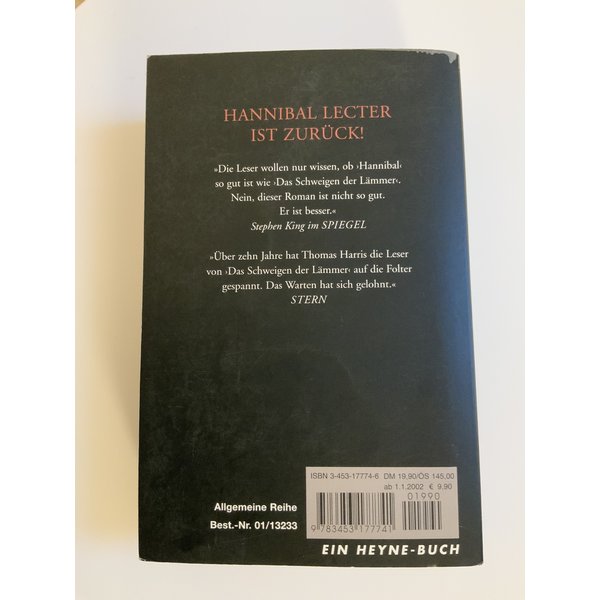 HANNIBAL LECTER
IST ZURÜCK!
»Die Leser wollen nur wissen, ob ›Hannibal‹
so gut ist wie ›Das Schweigen der Lämmer‹.
Nein, dieser Roman ist nicht so gut.
Er ist besser.«
Stephen King im SPIEGEL
»Über zehn Jahre hat Thomas Harris die Leser
von ›Das Schweigen der Lämmer‹ auf die Folter
gespannt. Das Warten hat sich gelohnt.«
STERN
ISBN 3-453-17774-6 DM 19,90/ÖS 145,00
ab 1.1.2002 € 9,90
01990
9 783453 177741
Allgemeine Reihe
Best.-Nr. 01/13233
EIN HEYNE-BUCH